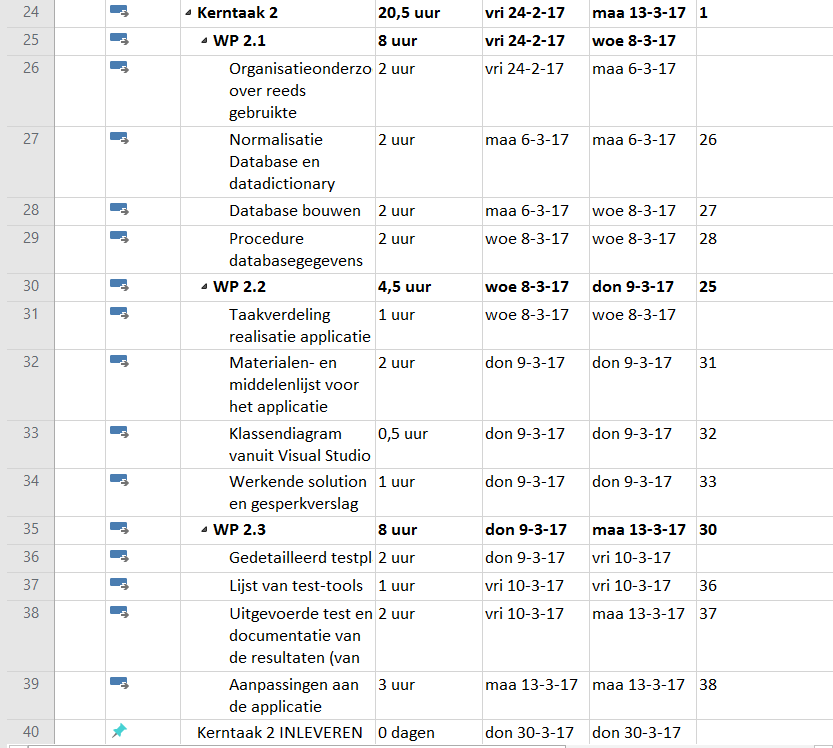 24 Kerntaak 2 20,5 uur vri 24-2-17 maa 13-3-17 1
25 WP 2.1 8 uur vri 24-2-17 woe 8-3-17
26 Organisatieonderzo 2 uur vri 24-2-17 maa 6-3-17
over reeds
gebruikte
27 Normalisatie 2 uur maa 6-3-17 maa 6-3-17 26
Database en
datadictionary
28 Database bouwen 2 uur maa 6-3-17 woe 8-3-17 27
29 Procedure 2 uur woe 8-3-17 woe 8-3-17 28
databasegegevens
30 WP 2.2 4,5 uur woe 8-3-17 don 9-3-17 25
31 Taakverdeling 1 uur woe 8-3-17 woe 8-3-17
realisatie applicatie
32 Materialen- en 2 uur don 9-3-17 don 9-3-17 31
middelenlijst voor
het applicatie
33 Klassendiagram 0,5 uur don 9-3-17 don 9-3-17 32
vanuit Visual Studio
34 Werkende solution 1 uur don 9-3-17 don 9-3-17 33
en gesperkverslag
35 WP 2.3 8 uur don 9-3-17 maa 13-3-17 30
36 Gedetailleerd testpl 2 uur don 9-3-17 vri 10-3-17
37 Lijst van test-tools 1 uur vri 10-3-17 vri 10-3-17 36
38 Uitgevoerde test en 2 uur vri 10-3-17 maa 13-3-17 37
documentatie van
de resultaten (van
39 Aanpassingen aan 3 uur maa 13-3-17 maa 13-3-17 38
de applicatie
40 Kerntaak 2 INLEVEREN 0 dagen don 30-3-17 don 30-3-17